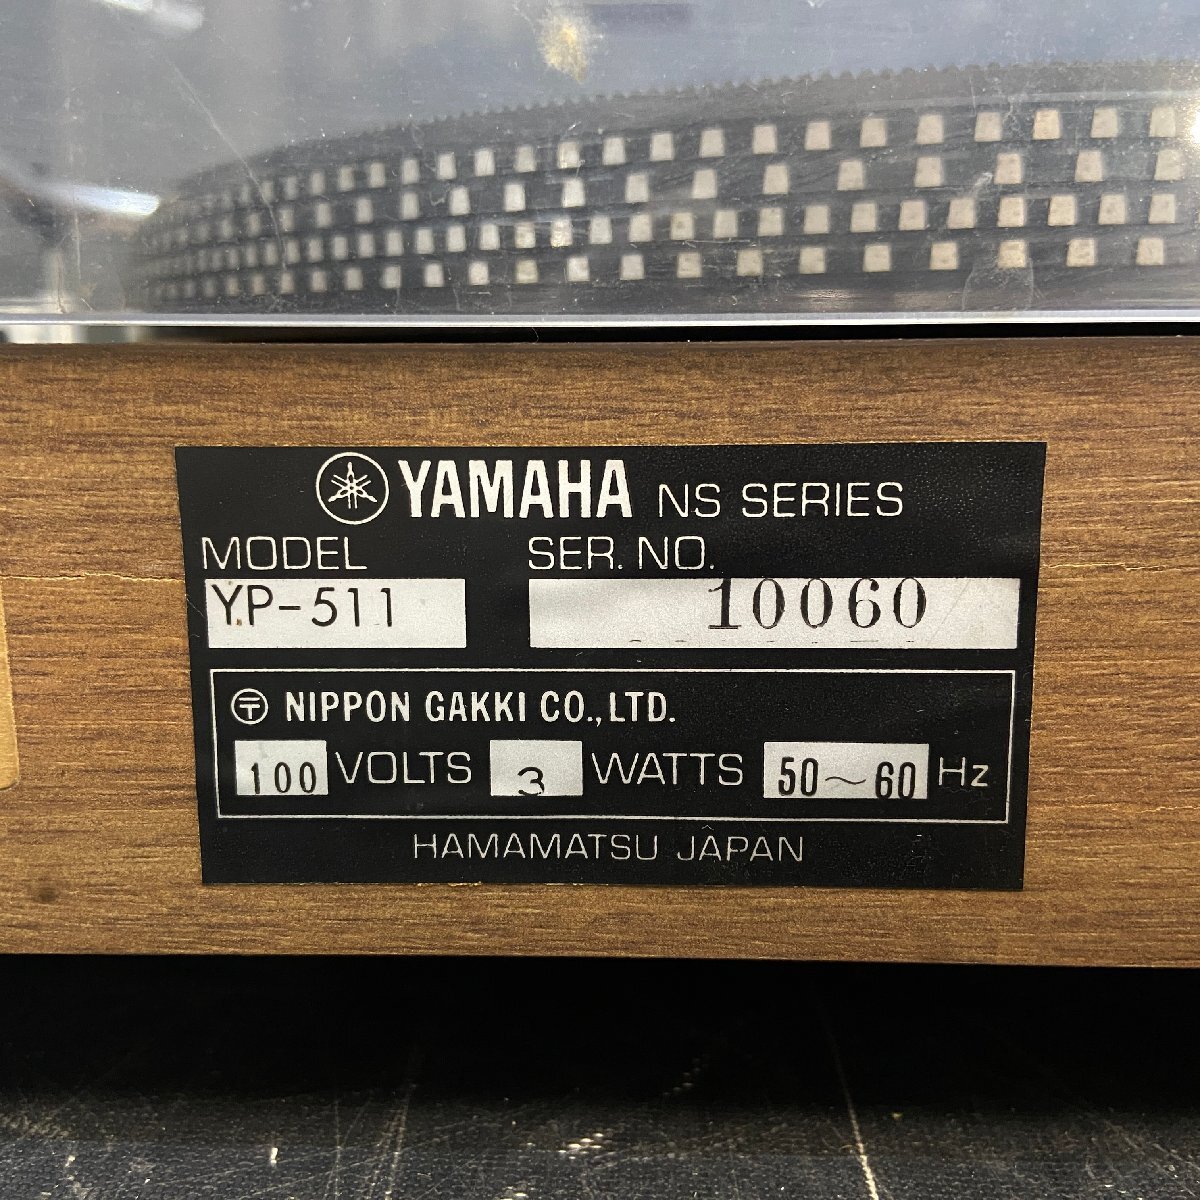 YAMAHA NS SERIES
MODEL SER. NO.
YP-511 10060
〒 NIPPON GAKKI CO., LTD.
100 VOLTS 3 WATTS 50~60 Hz
HAMAMATSU JAPAN